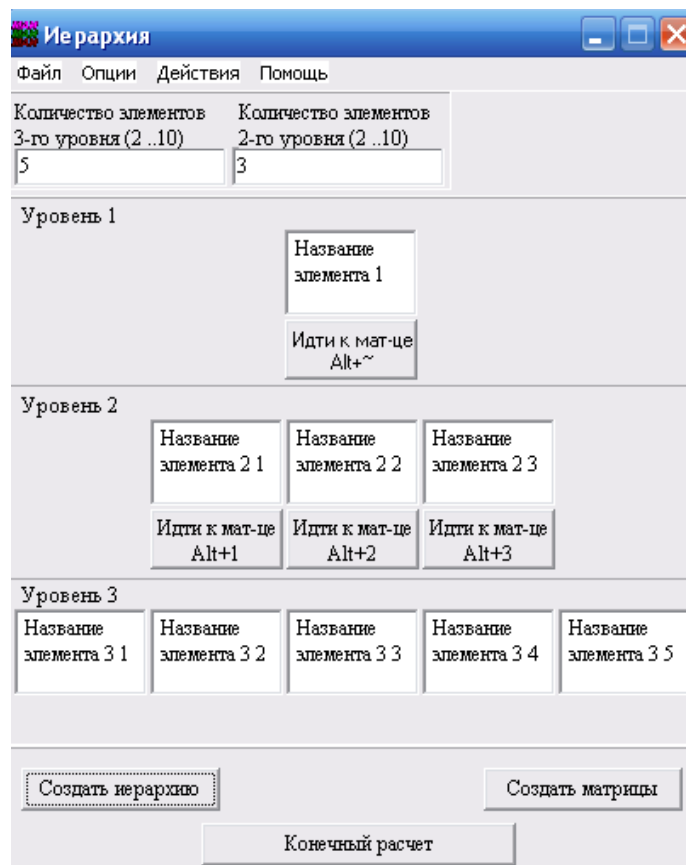 Иерархия
Файл Опции Действия Помощь
Количество элементов
3-го уровня (2 ..10)
5
Количество элементов
2-го уровня (2 ..10)
3
Уровень 1
Название
элемента 1
Идти к мат-це
Alt+~
Уровень 2
Название
элемента 2 1
Название
элемента 2 2
Название
элемента 2 3
Идти к мат-це
Alt+1
Идти к мат-це
Alt+2
Идти к мат-це
Alt+3
Уровень 3
Название
элемента 3 1
Название
элемента 3 2
Название
элемента 3 3
Название
элемента 3 4
Название
элемента 3 5
Создать иерархию
Создать матрицы
Конечный расчет